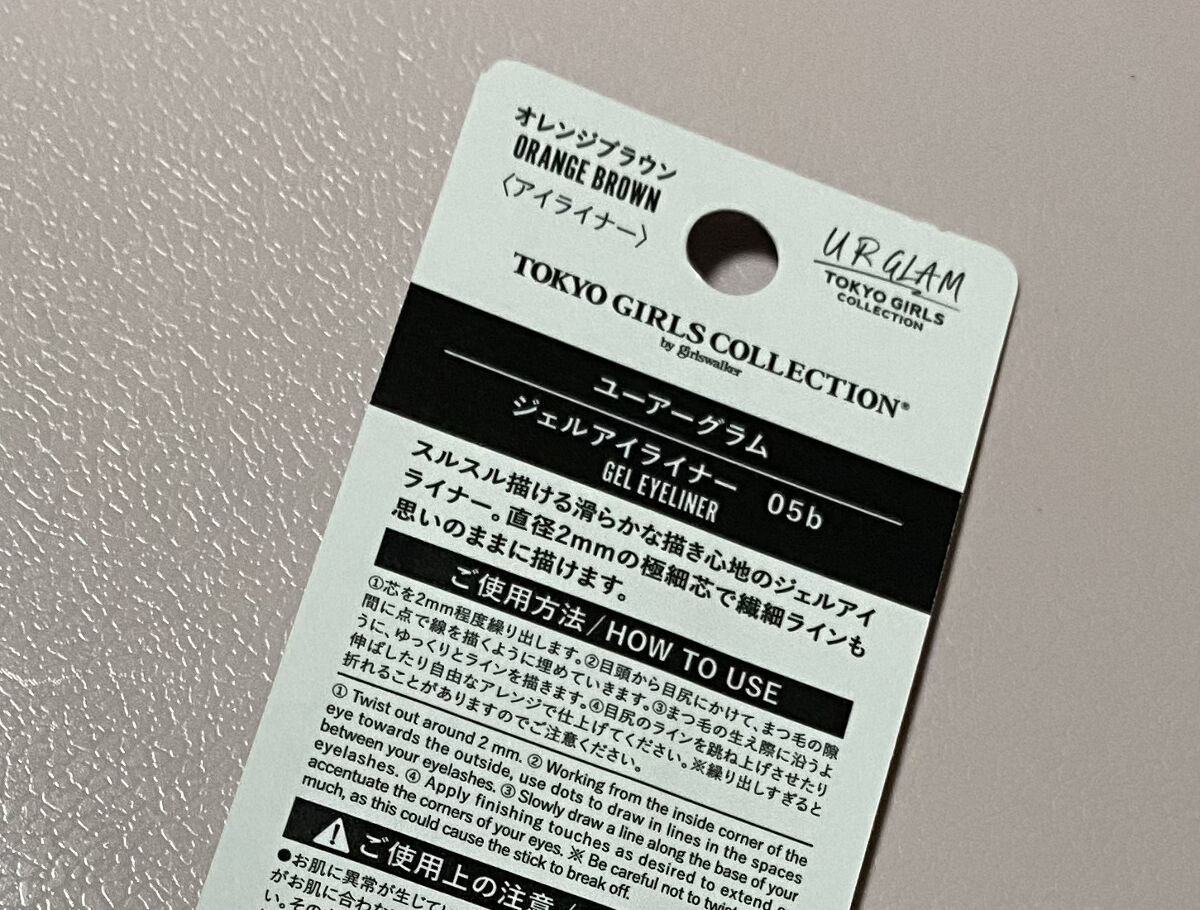 オレンジブラウン
ORANGE BROWN
〈アイライナー〉
URGLAM
TOKYO GIRLS
COLLECTION
TOKYO GIRLS COLLECTION®
by girlswalker
ユーアーグラム
ジェルアイライナー 05b
GEL EYELINER
スルスル描ける滑らかな描き心地のジェルアイ
ライナー。直径2mmの極細芯で繊細ラインも
思いのままに描けます。
ご使用方法/HOW TO USE
①芯を2mm程度繰り出します。②目頭から目尻にかけて、まつ毛の隙
間に点で線を描くように埋めていきます。③まつ毛の生え際に沿うよ
うに、ゆっくりとラインを描きます。④目尻のラインを跳ね上げさせたり
伸ばしたり自由なアレンジで仕上げてください。※繰り出しすぎると
折れることがありますのでご注意ください。
① Twist out around 2 mm. ② Working from the inside corner of the
eye towards the outside, use dots to draw in lines in the spaces
between your eyelashes. ③ Slowly draw a line along the base of your
eyelashes. ④ Apply finishing touches as desired to extend or
accentuate the corners of your eyes. ※ Be careful not to twist
much, as this could cause the stick to break off.
ご使用上の注意/
●お肌に異常が生じてい
がお肌に合わな
い。その